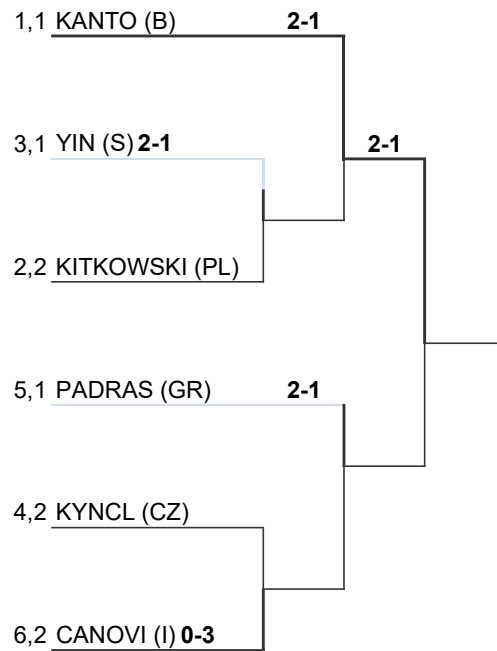 1,1 KANTO (B) 2-1
3,1 YIN (S) 2-1
2-1
2,2 KITKOWSKI (PL)
5,1 PADRAS (GR) 2-1
4,2 KYNCL (CZ)
6,2 CANOVI (I) 0-3